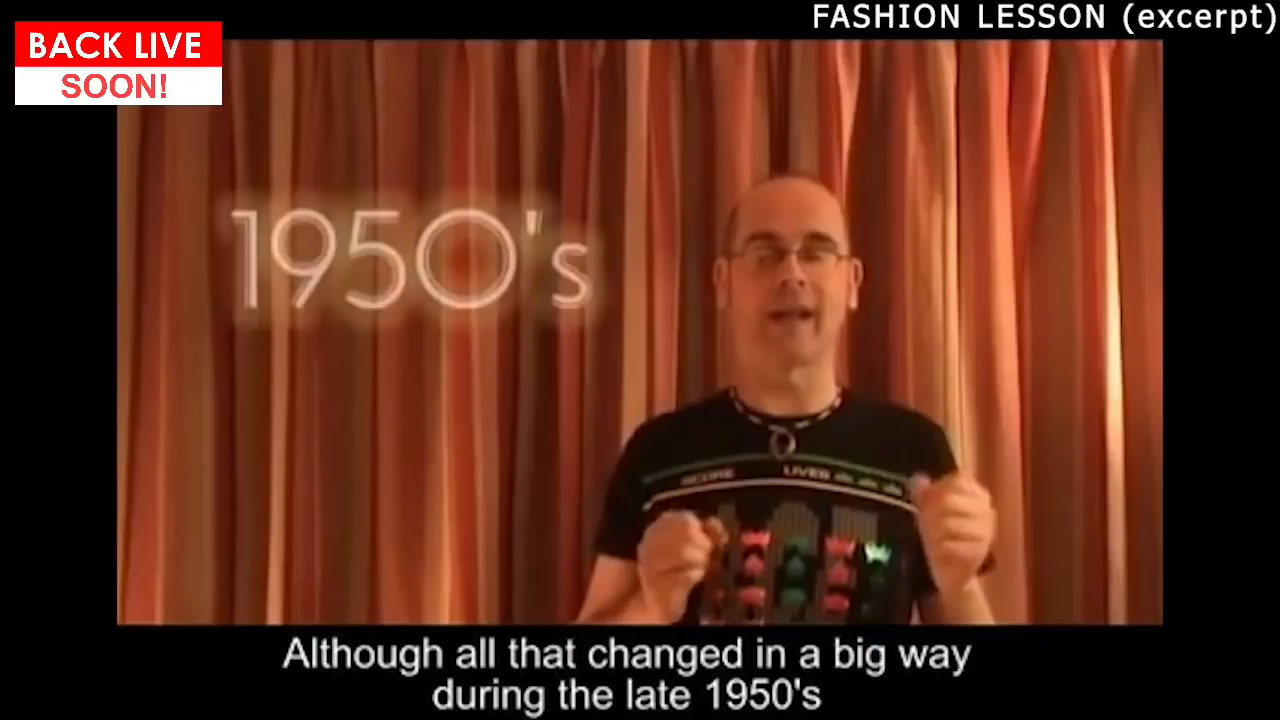 FASHION LESSON (excerpt)
BACK LIVE
SOON!
1950's
SCORE LIVES
Although all that changed in a big way
during the late 1950's